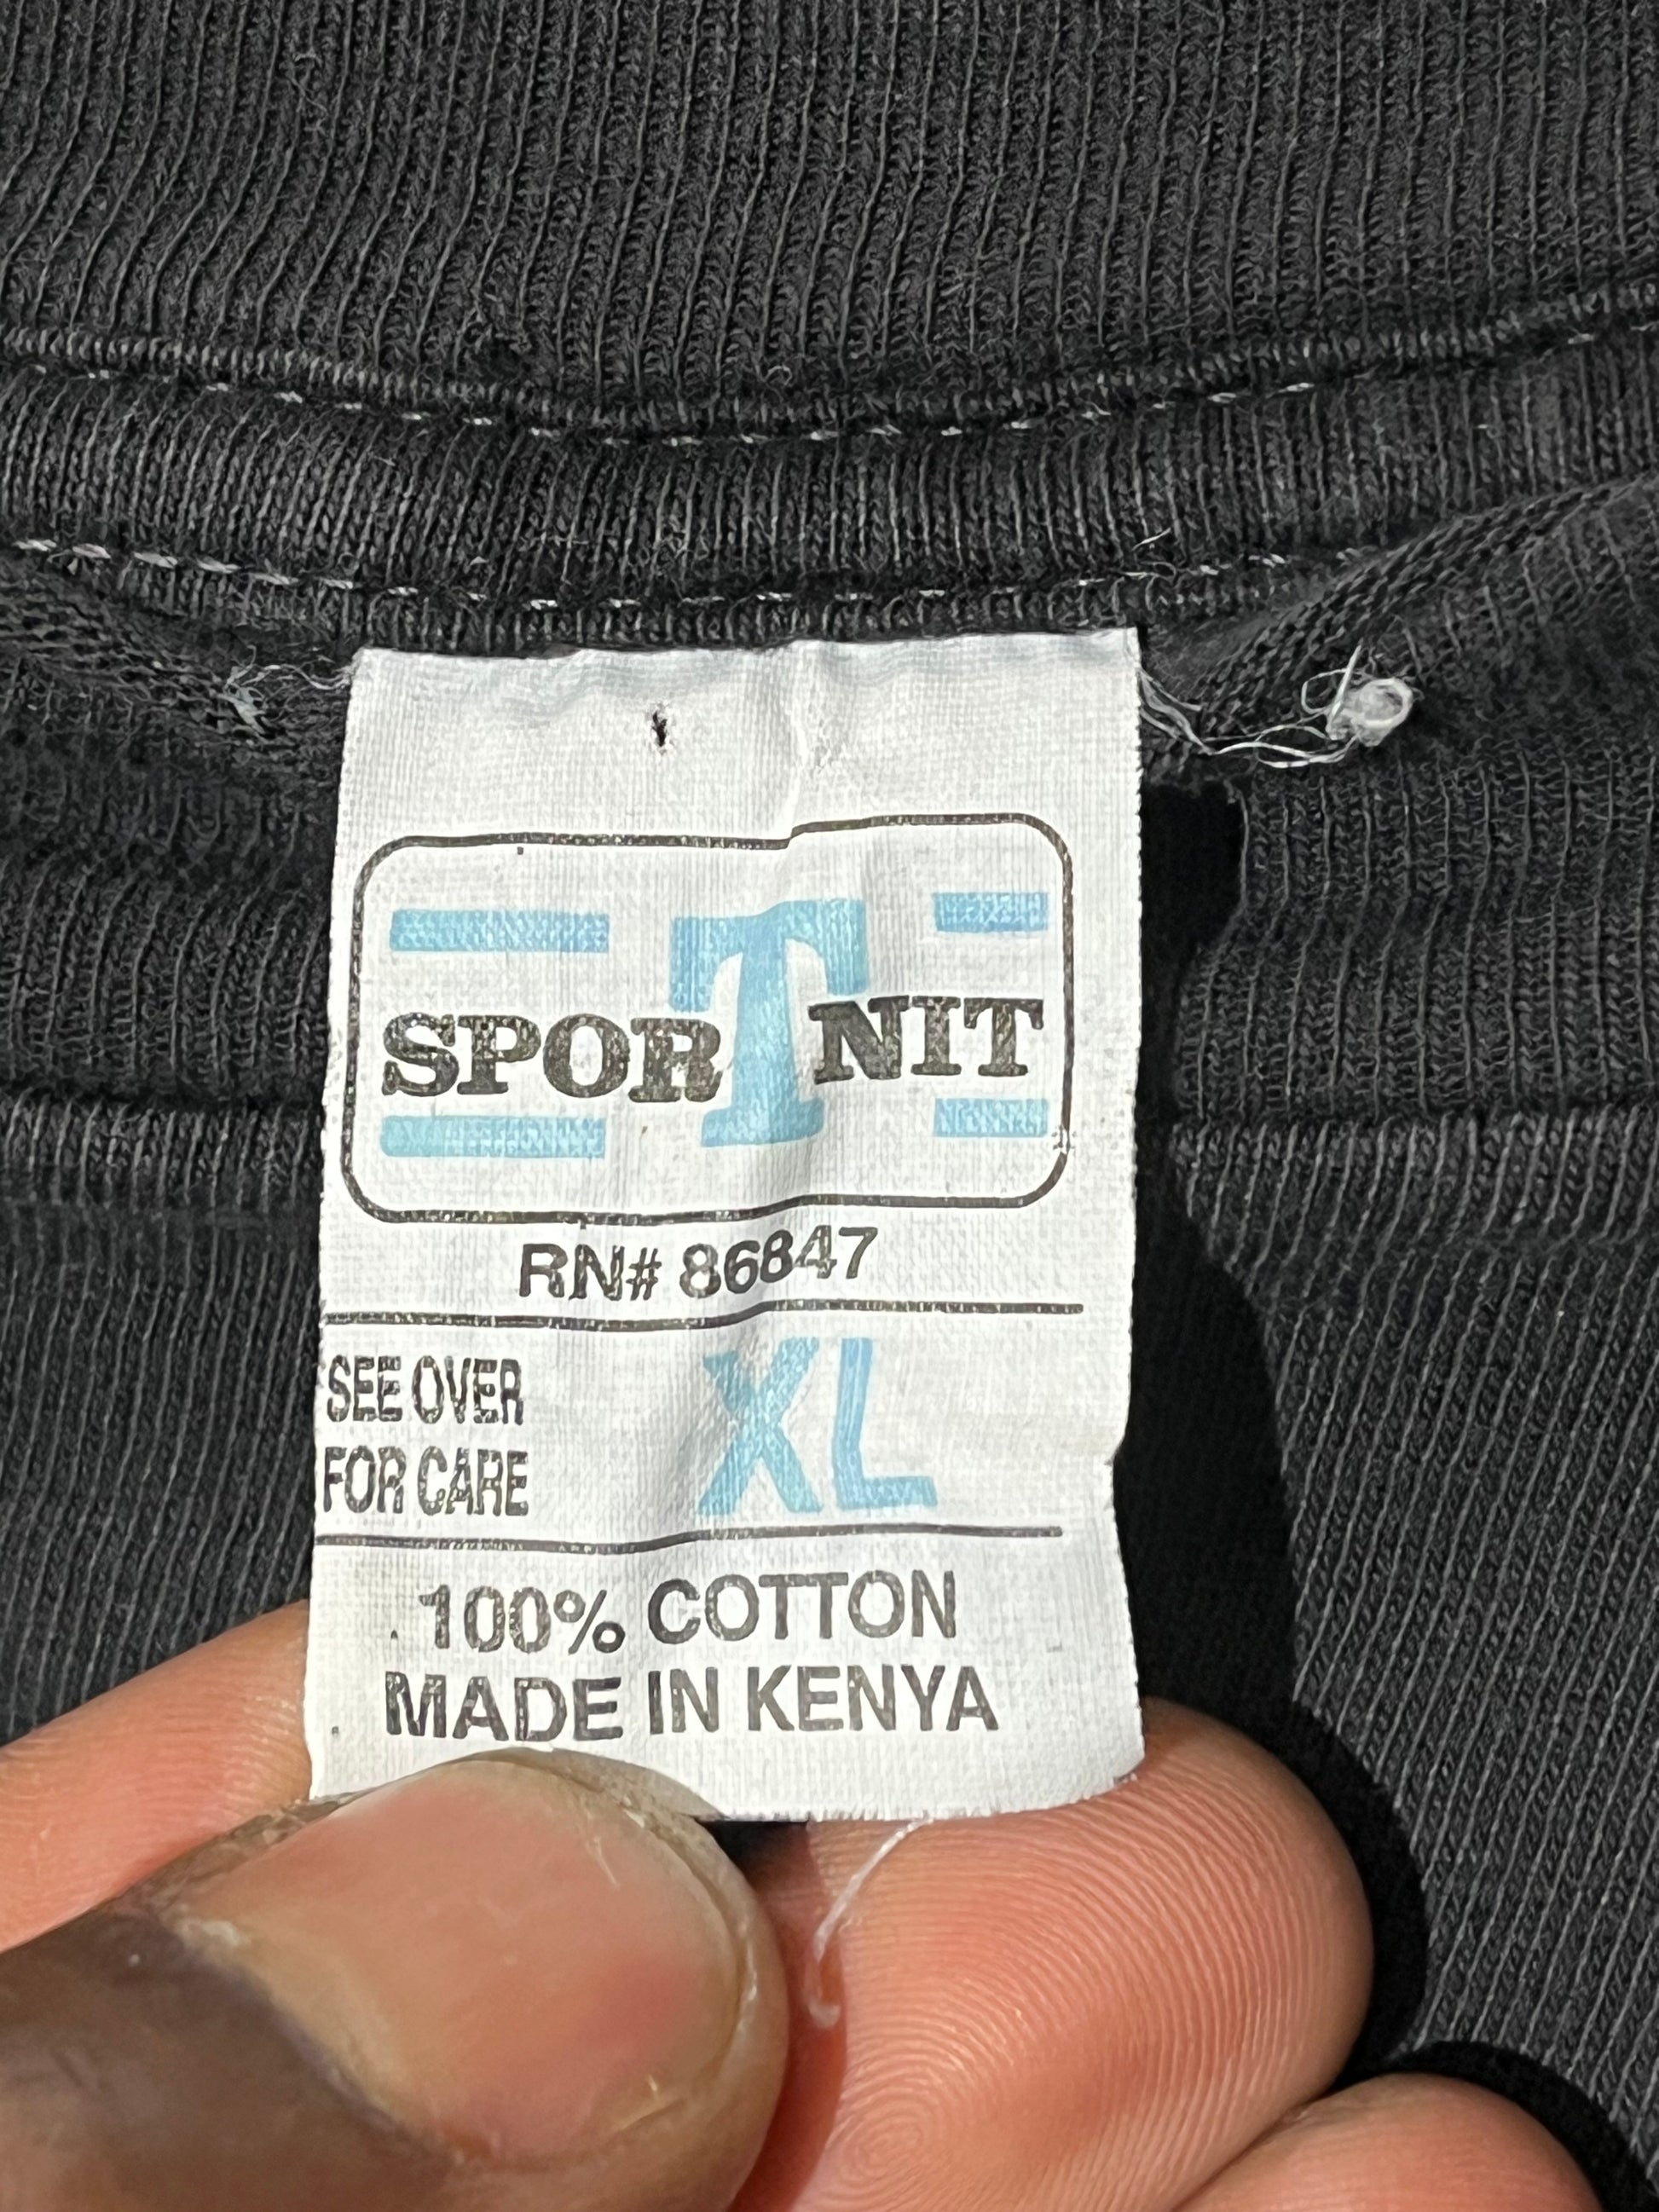 SPORTNIT
RN# 86847
SEE OVER
FOR CARE
XL
100% COTTON
MADE IN KENYA